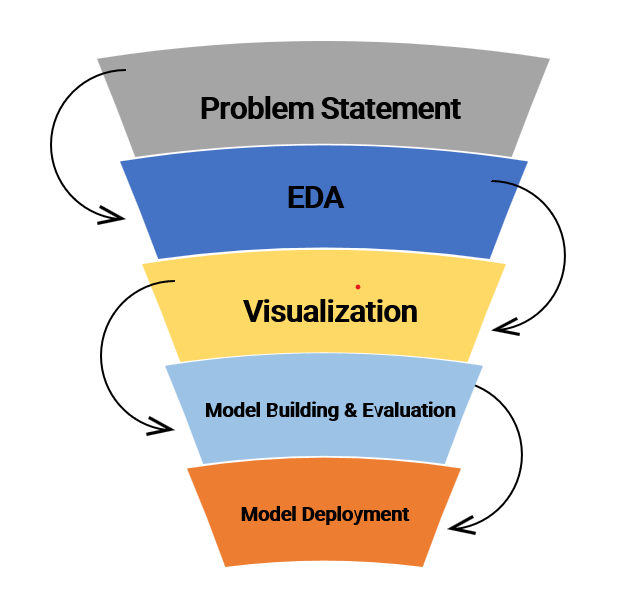 Problem Statement
EDA
Visualization
Model Building & Evaluation
Model Deployment